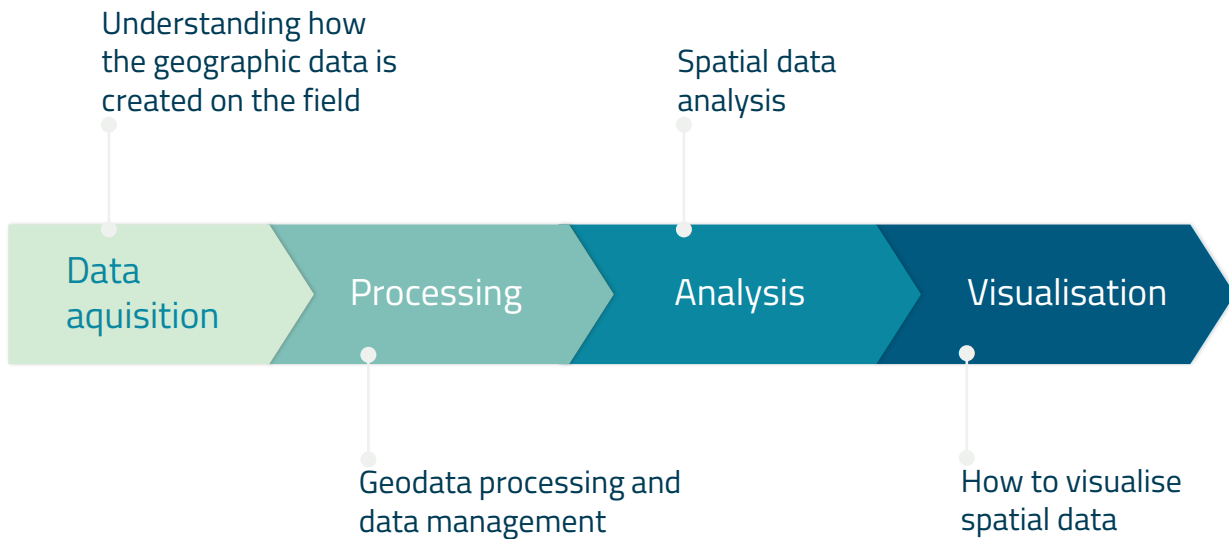 Understanding how
the geographic data is
created on the field
Spatial data
analysis
Data
aquisition
Processing
Analysis
Visualisation
Geodata processing and
data management
How to visualise
spatial data